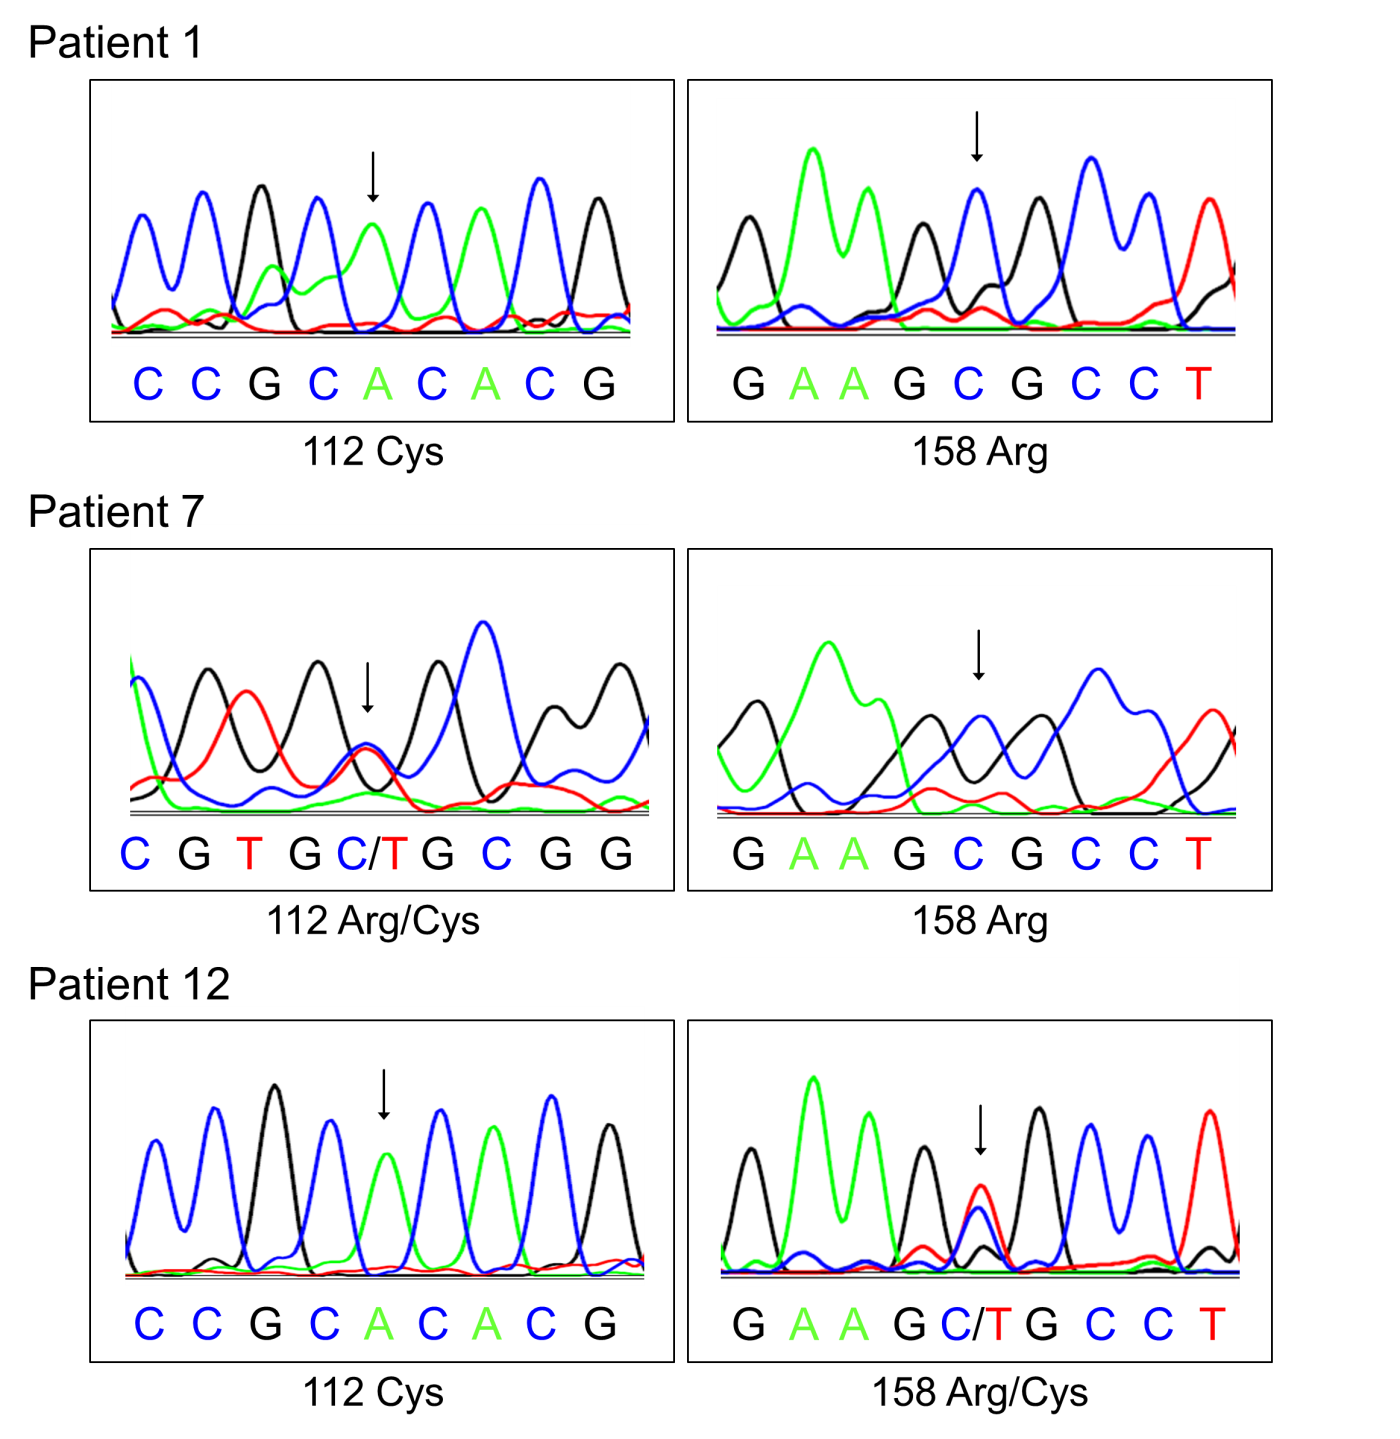 Patient 1
C C G C A C A C G
G A A G C G C C T
112 Cys
158 Arg
Patient 7
C G T G C/T G C G G
G A A G C G C C T
112 Arg/Cys
158 Arg
Patient 12
C C G C A C A C G
G A A G C/T G C C T
112 Cys
158 Arg/Cys